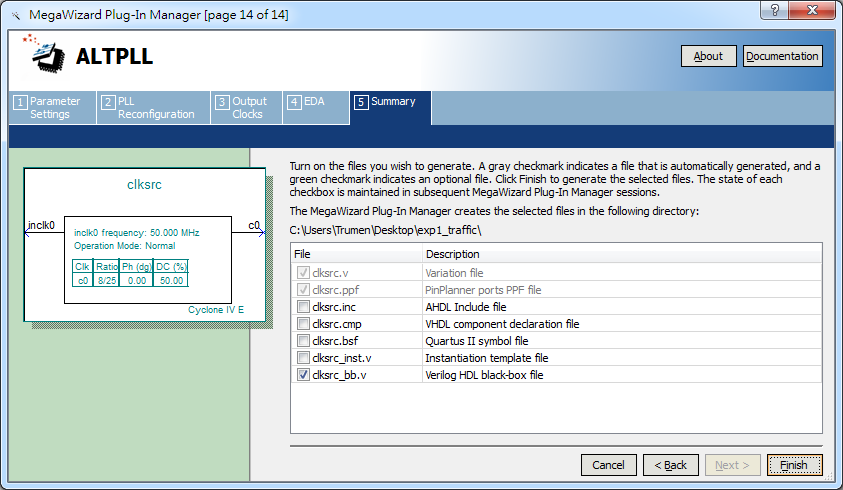 MegaWizard Plug-In Manager [page 14 of 14]
?
ALTPLL
About
Documentation
1 Parameter
Settings
2 PLL
Reconfiguration
3 Output
Clocks
4 EDA
5 Summary
clksrc
inclk0
c0
inclk0 frequency: 50.000 MHz
Operation Mode: Normal
Clk Ratio Ph (dg) DC (%)
c0 8/25 0.00 50.00
Cyclone IV E
Turn on the files you wish to generate. A gray checkmark indicates a file that is automatically generated, and a
green checkmark indicates an optional file. Click Finish to generate the selected files. The state of each
checkbox is maintained in subsequent MegaWizard Plug-In Manager sessions.
The MegaWizard Plug-In Manager creates the selected files in the following directory:
C:\Users\Trumen\Desktop\exp1_traffic\
File Description
clksrc.v Variation file
clksrc.ppf PinPlanner ports PPF file
clksrc.inc AHDL Include file
clksrc.cmp VHDL component declaration file
clksrc.bsf Quartus II symbol file
clksrc_inst.v Instantiation template file
clksrc_bb.v Verilog HDL black-box file
Cancel
< Back
Next >
Finish